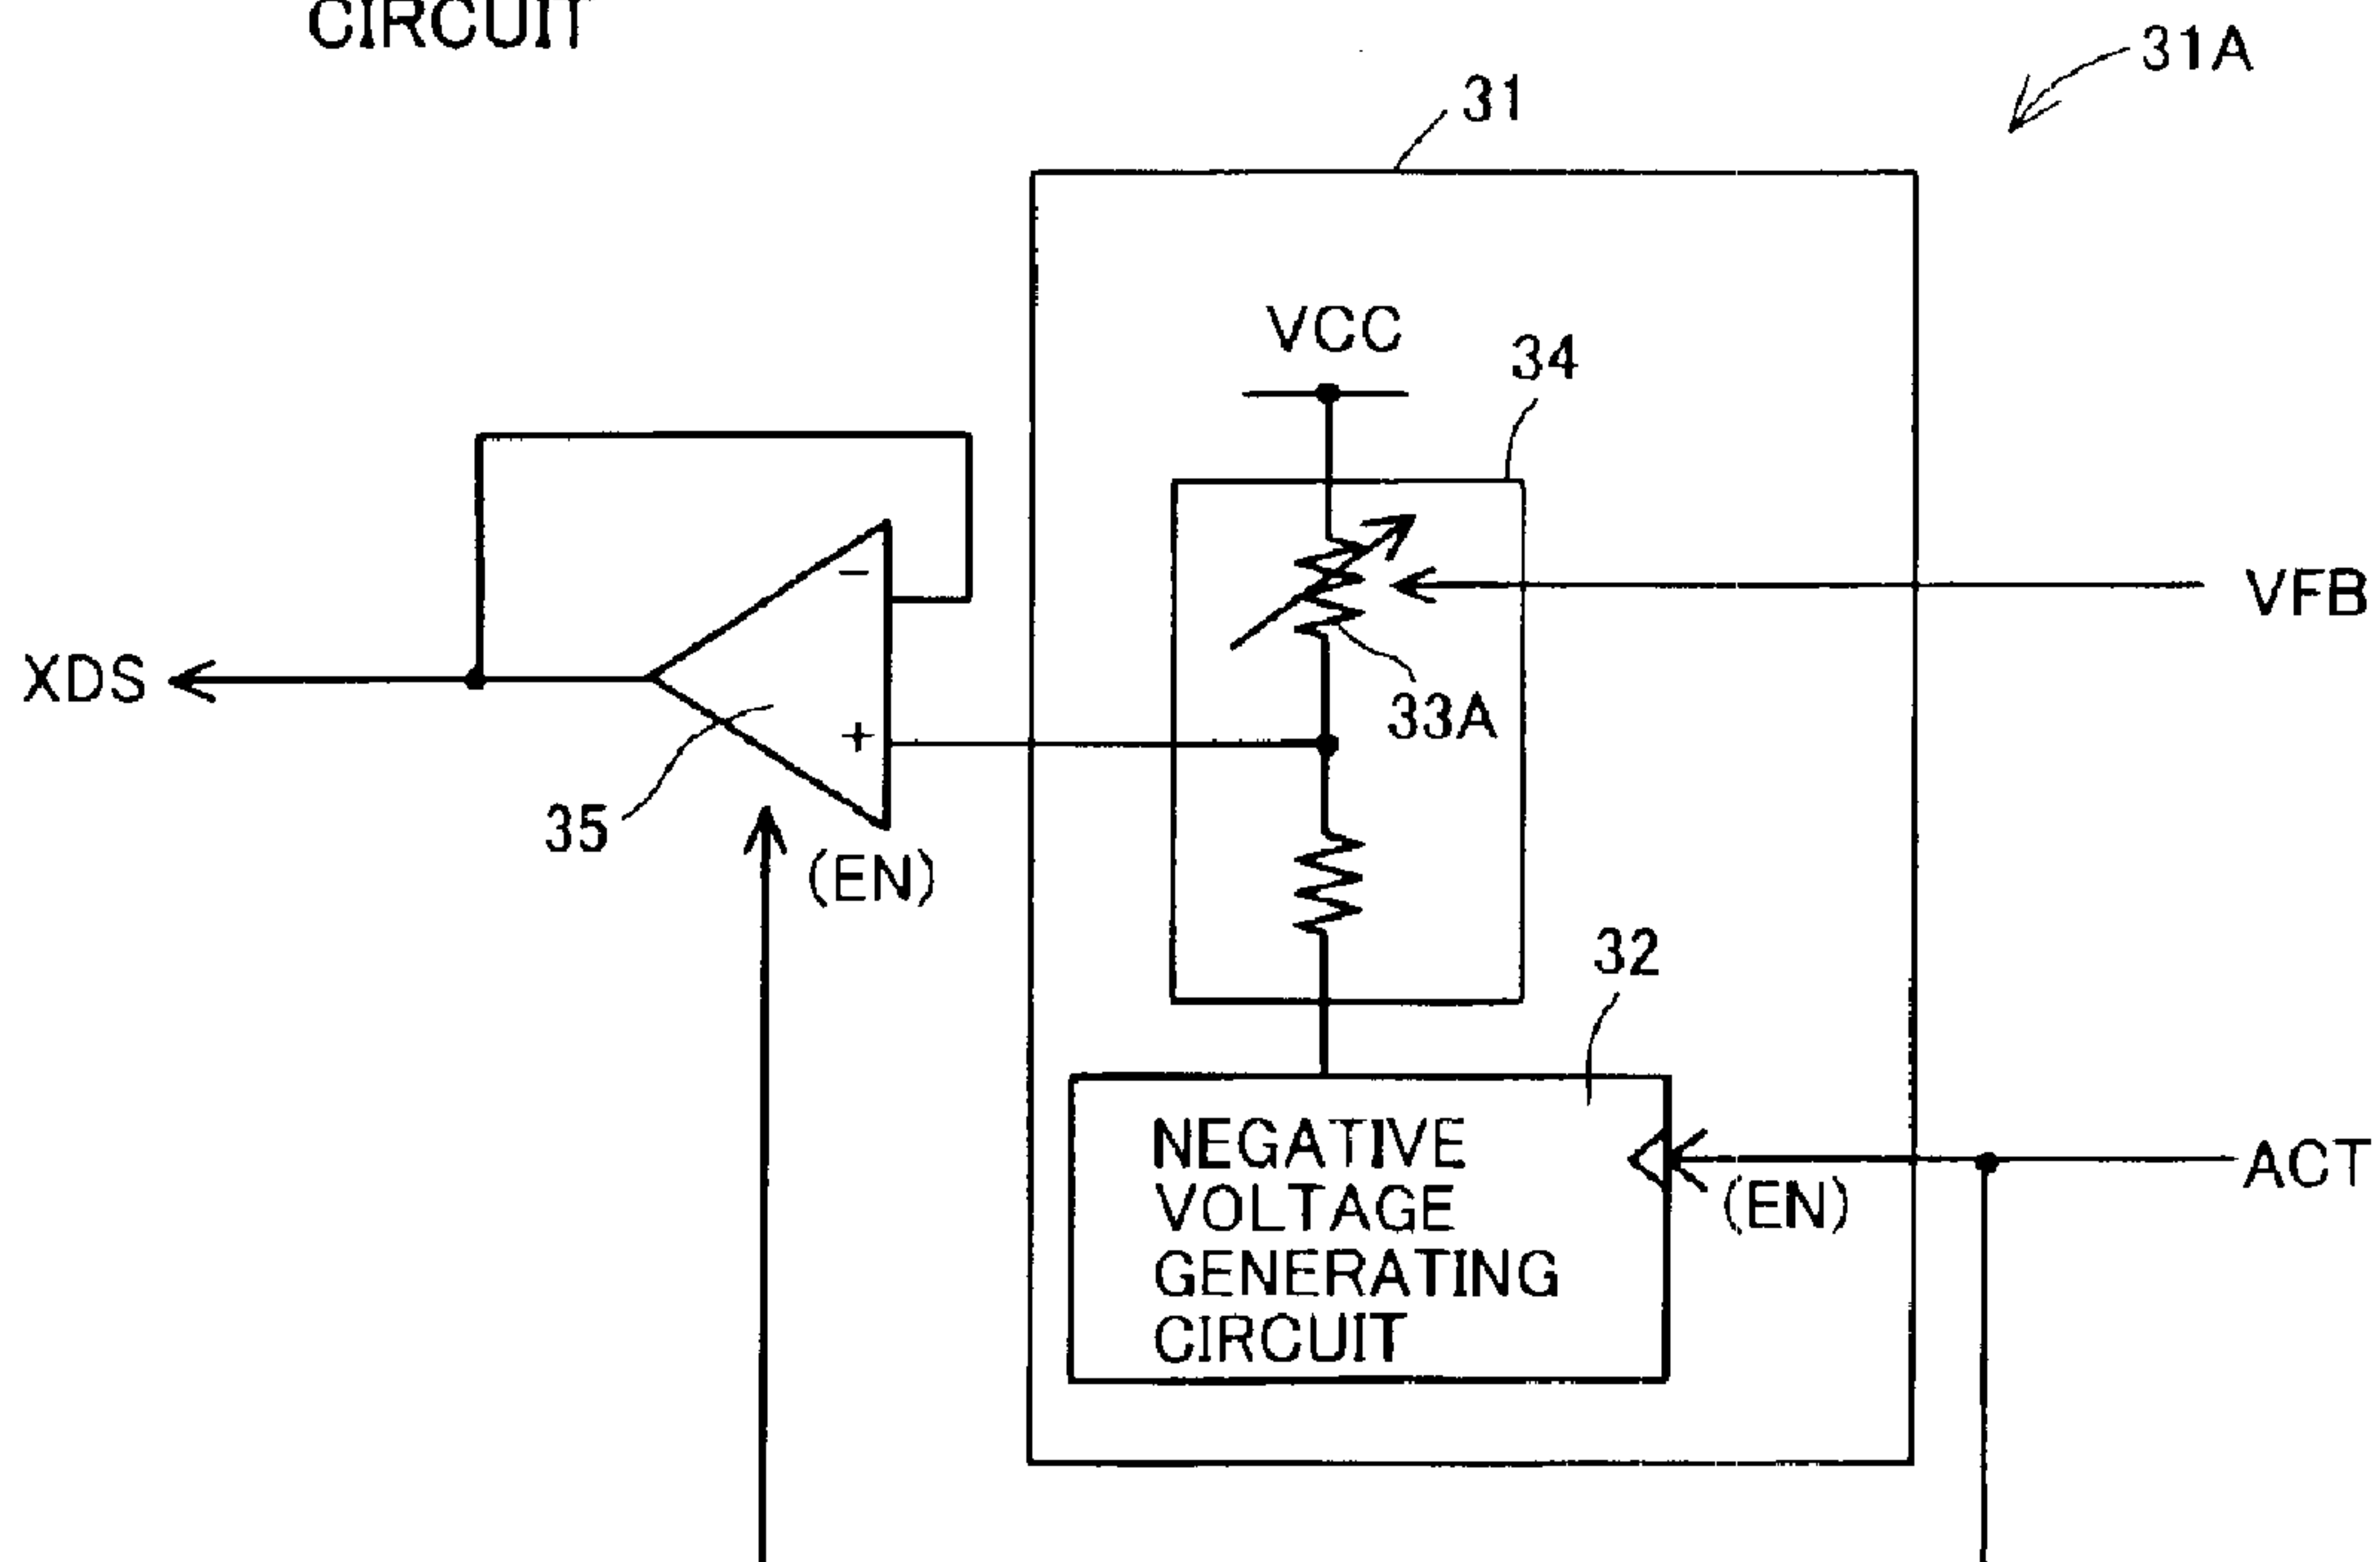 CIRCUIT
31A
31
VCC
34
−
VFB
XDS
33A
+
35
(EN)
32
NEGATIVE
VOLTAGE
GENERATING
CIRCUIT
(EN)
ACT